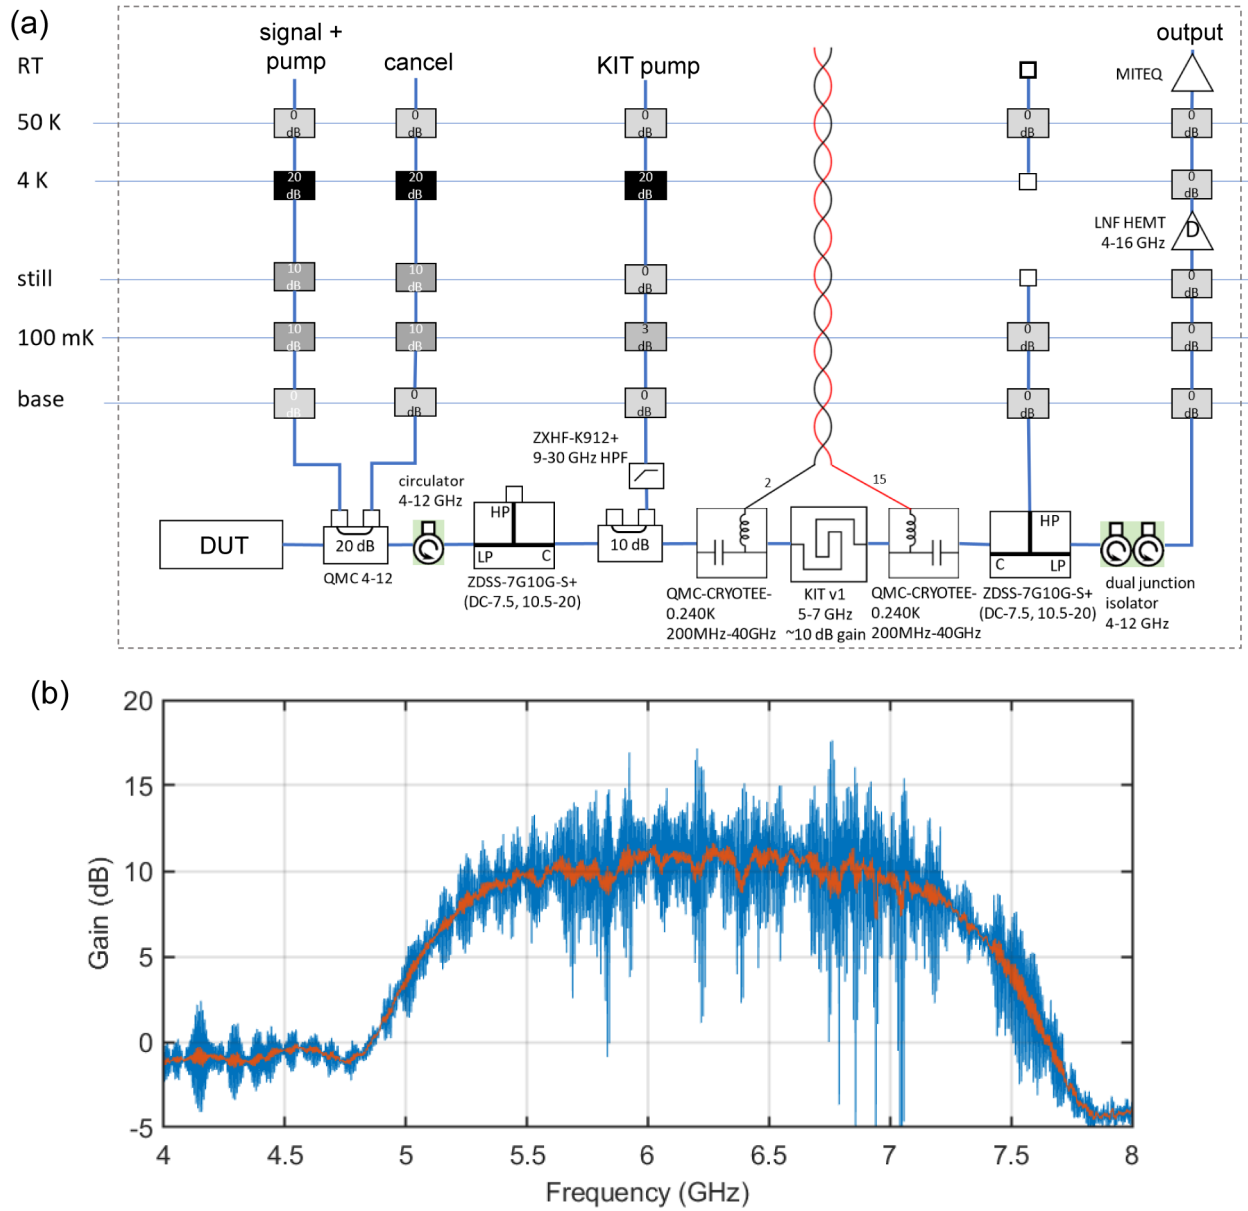 (a)
signal +
pump
cancel
KIT pump
output
RT
MITEQ
50 K
0 dB
0 dB
0 dB
0 dB
0 dB
4 K
20 dB
20 dB
20 dB
0 dB
LNF HEMT
4-16 GHz
D
still
10 dB
10 dB
0 dB
0 dB
100 mK
10 dB
10 dB
3 dB
0 dB
0 dB
base
0 dB
0 dB
0 dB
0 dB
0 dB
ZXHF-K912+
9-30 GHz HPF
circulator
4-12 GHz
2
15
DUT
20 dB
QMC 4-12
HP
LP
C
ZDSS-7G10G-S+
(DC-7.5, 10.5-20)
10 dB
QMC-CRYOTEE-
0.240K
200MHz-40GHz
KIT v1
5-7 GHz
~10 dB gain
QMC-CRYOTEE-
0.240K
200MHz-40GHz
HP
C
LP
ZDSS-7G10G-S+
(DC-7.5, 10.5-20)
dual junction
isolator
4-12 GHz
(b)
20
15
10
5
0
-5
Gain (dB)
4
4.5
5
5.5
6
6.5
7
7.5
8
Frequency (GHz)